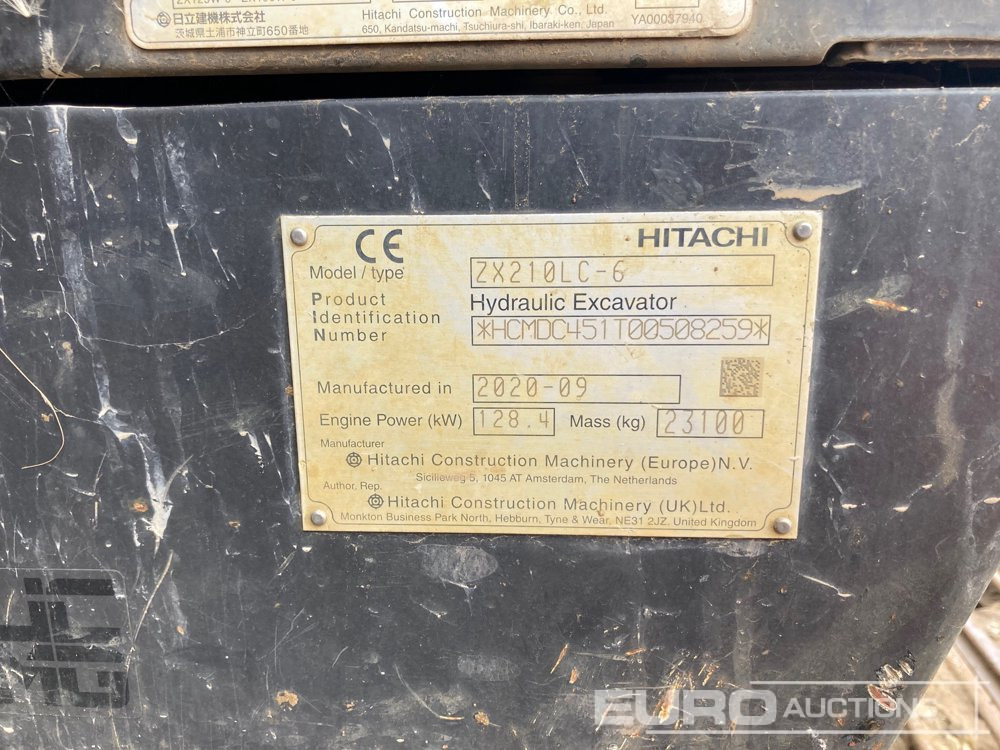 日立建機株式会社
茨城県土浦市神立町650番地
Hitachi Construction Machinery Co., Ltd.
650, Kandatsu-machi, Tsuchiura-shi, Ibaraki-ken, Japan
YA00037940
CE
HITACHI
Model / type ZX210LC-6
Product Hydraulic Excavator
Identification
Number *HCMDC451T00508259*
Manufactured in 2020-09
Engine Power (kW) 128.4 Mass (kg) 23100
Manufacturer
Hitachi Construction Machinery (Europe)N.V.
Sicilieweg 5, 1045 AT Amsterdam, The Netherlands
Author. Rep.
Hitachi Construction Machinery (UK)Ltd.
Monkton Business Park North, Hebburn, Tyne & Wear, NE31 2JZ, United Kingdom
EURO AUCTIONS